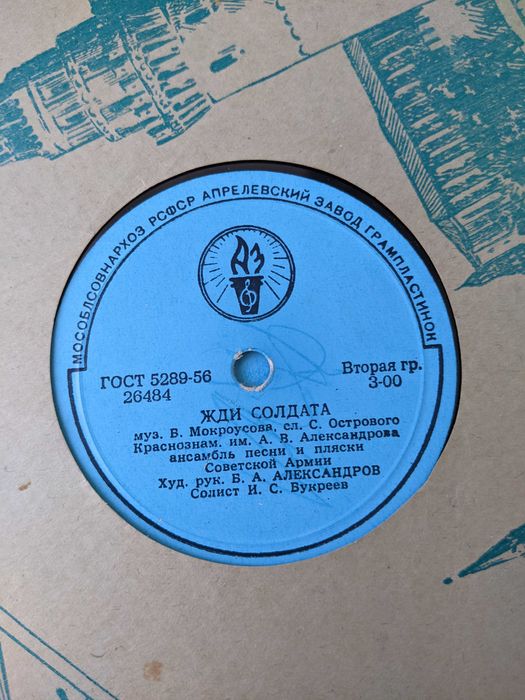 МОСОБЛСОВНАРХОЗ РСФСР АПРЕЛЕВСКИЙ ЗАВОД ГРАМПЛАСТИНОК
АЗ
ГОСТ 5289-56
26484
Вторая гр.
3-00
ЖДИ СОЛДАТА
муз. Б. Мокроусова, сл. С. Острового
Краснознам. им. А. В. Александрова
ансамбль песни и пляски
Советской Армии
Худ. рук. Б. А. АЛЕКСАНДРОВ
Солист И. С. Букреев